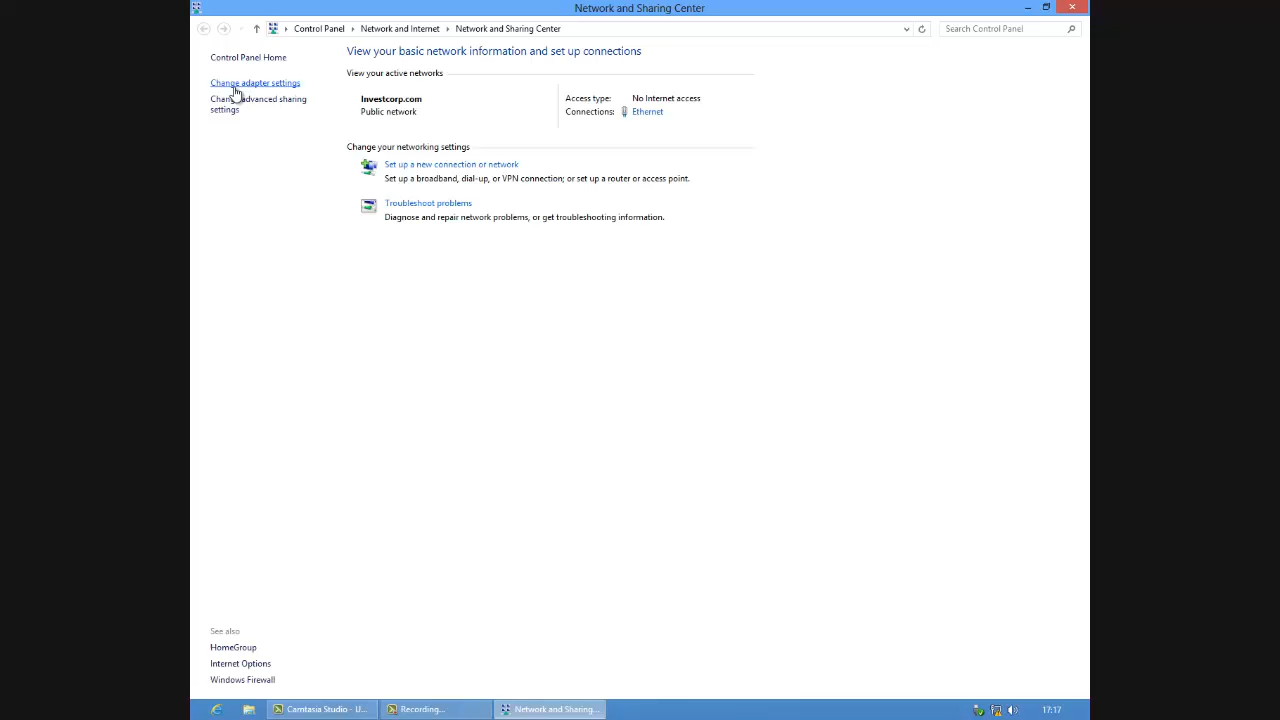 Network and Sharing Center
Control Panel
Network and Internet
Network and Sharing Center
Search Control Panel
Control Panel Home
Change adapter settings
Change advanced sharing
settings
View your basic network information and set up connections
View your active networks
Investcorp.com
Public network
Access type: No Internet access
Connections: Ethernet
Change your networking settings
Set up a new connection or network
Set up a broadband, dial-up, or VPN connection; or set up a router or access point.
Troubleshoot problems
Diagnose and repair network problems, or get troubleshooting information.
See also
HomeGroup
Internet Options
Windows Firewall
Camtasia Studio - U...
Recording...
Network and Sharing...
17:17